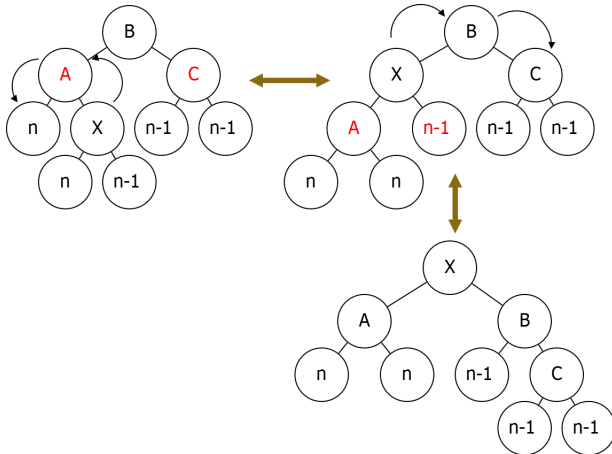 B
A C
n X n-1 n-1
n n-1
B
X C
A n-1 n-1 n-1
n n
X
A B
n n n-1 C
n-1 n-1